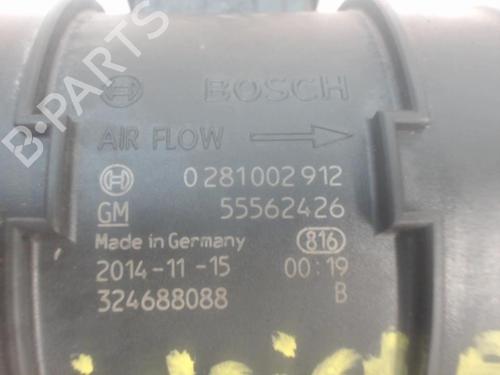 B-PARTS
BOSCH
AIR FLOW
0 281 002 912
GM 55562426
Made in Germany 816
2014-11-15 00:19
324688088 B